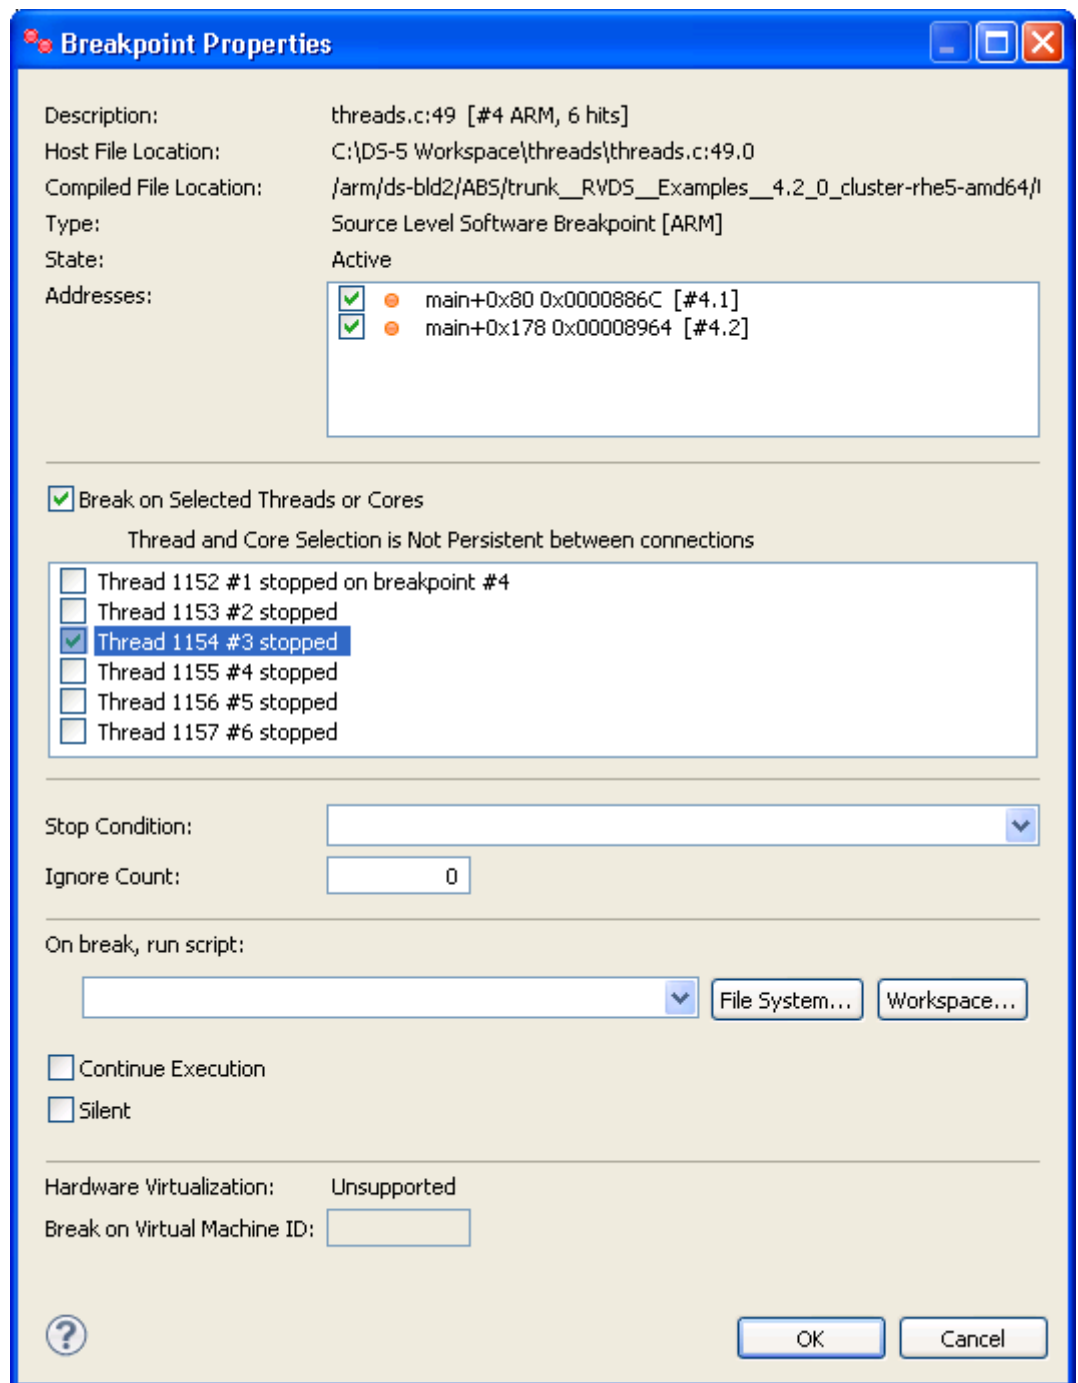 Breakpoint Properties
Description: threads.c:49 [#4 ARM, 6 hits]
Host File Location: C:\DS-5 Workspace\threads\threads.c:49.0
Compiled File Location: /arm/ds-bld2/ABS/trunk__RVDS__Examples__4.2_0_cluster-rhe5-amd64/
Type: Source Level Software Breakpoint [ARM]
State: Active
Addresses:
main+0x80 0x0000886C [#4.1]
main+0x178 0x00008964 [#4.2]
Break on Selected Threads or Cores
Thread and Core Selection is Not Persistent between connections
Thread 1152 #1 stopped on breakpoint #4
Thread 1153 #2 stopped
Thread 1154 #3 stopped
Thread 1155 #4 stopped
Thread 1156 #5 stopped
Thread 1157 #6 stopped
Stop Condition:
Ignore Count: 0
On break, run script:
File System... Workspace...
Continue Execution
Silent
Hardware Virtualization: Unsupported
Break on Virtual Machine ID:
?
OK Cancel